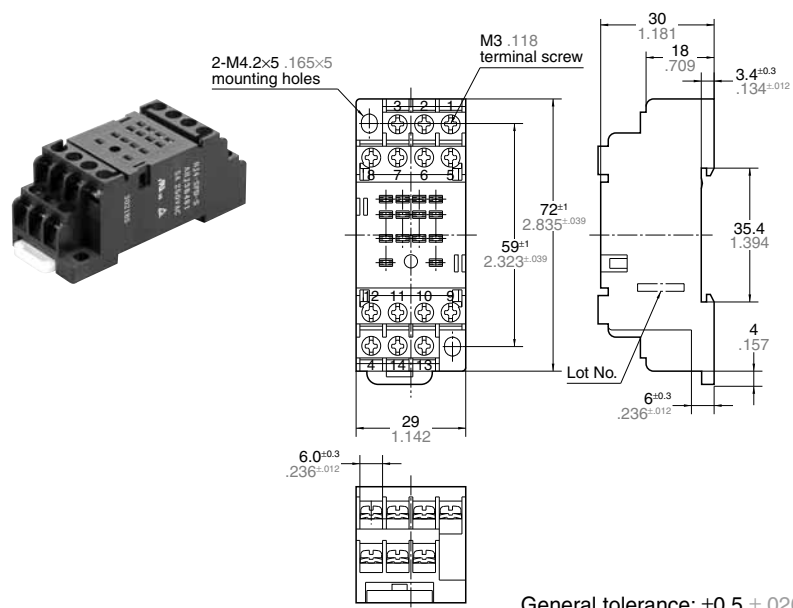 30
1.181
18
.709
3.4±0.3
.134±.012
M3 .118
terminal screw
2-M4.2×5 .165×5
mounting holes
3 2 1
8 7 6 5
72±1
2.835±.039
59±1
2.323±.039
35.4
1.394
12 11 10 9
4 14 13
Lot No.
4
.157
6±0.3
.236±.012
29
1.142
6.0±0.3
.236±.012
5A 250VAC
General tolerance: ±0.5 ±.020